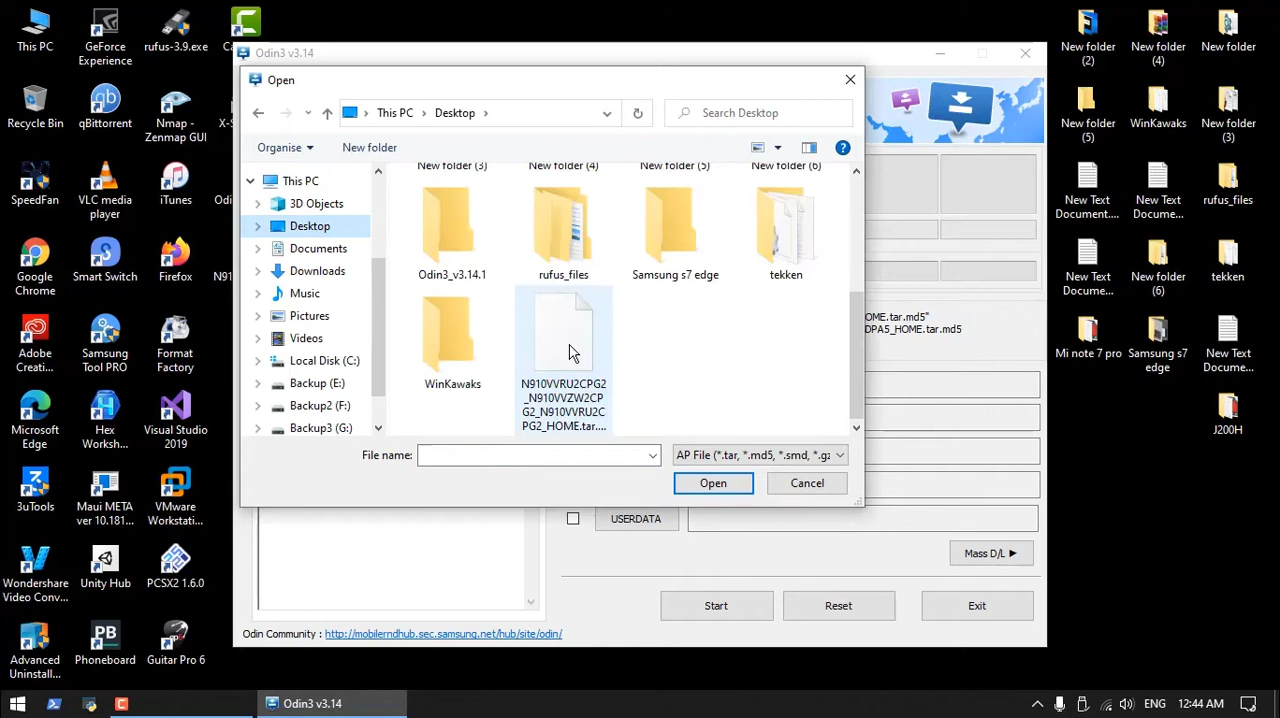 This PC
GeForce
Experience
rufus-3.9.exe
Recycle Bin
qBittorrent
Nmap -
Zenmap GUI
SpeedFan
VLC media
player
iTunes
Google
Chrome
Smart Switch
Firefox
Adobe
Creati...
Samsung
Tool PRO
Format
Factory
Microsoft
Edge
Hex
Worksho...
Visual Studio
2019
3uTools
Maui META
ver 10.181...
VMware
Workstati...
Wondershare
Video Conv...
Unity Hub
PCSX2 1.6.0
Advanced
Uninstall...
Phoneboard
Guitar Pro 6
Odin3 v3.14
Open
This PC
Desktop
Search Desktop
Organise
New folder
This PC
3D Objects
Desktop
Documents
Downloads
Music
Pictures
Videos
Local Disk (C:)
Backup (E:)
Backup2 (F:)
Backup3 (G:)
New folder (3)
New folder (4)
New folder (5)
New folder (6)
Odin3_v3.14.1
rufus_files
Samsung s7 edge
tekken
WinKawaks
N910VVRU2CPG2
_N910VVZW2CP
G2_N910VVRU2C
PG2_HOME.tar....
File name:
AP File (*.tar, *.md5, *.smd, *.gz
Open
Cancel
OME.tar.md5"
DPA5_HOME.tar.md5
USERDATA
Mass D/L
Start
Reset
Exit
Odin Community : http://mobilerndhub.sec.samsung.net/hub/site/odin/
New folder
(2)
New folder
(4)
New folder
New folder
(5)
WinKawaks
New folder
(3)
New Text
Document....
New Text
Docume...
rufus_files
New Text
Docume...
New folder
(6)
tekken
Mi note 7 pro
Samsung s7
edge
New Text
Docume...
J200H
Odin3 v3.14
ENG
12:44 AM